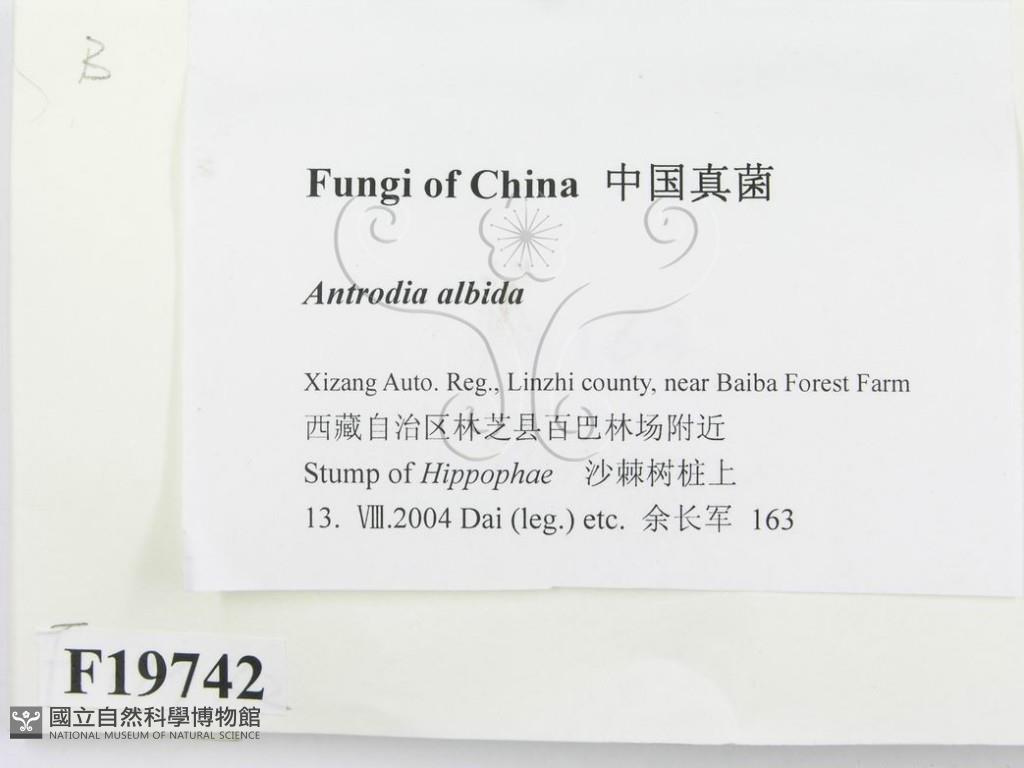 B
Fungi of China 中国真菌
Antrodia albida
Xizang Auto. Reg., Linzhi county, near Baiba Forest Farm
西藏自治区林芝县百巴林场附近
Stump of Hippophae 沙棘树桩上
13. Ⅷ.2004 Dai (leg.) etc. 余长军 163
F19742
國立自然科學博物館
NATIONAL MUSEUM OF NATURAL SCIENCE